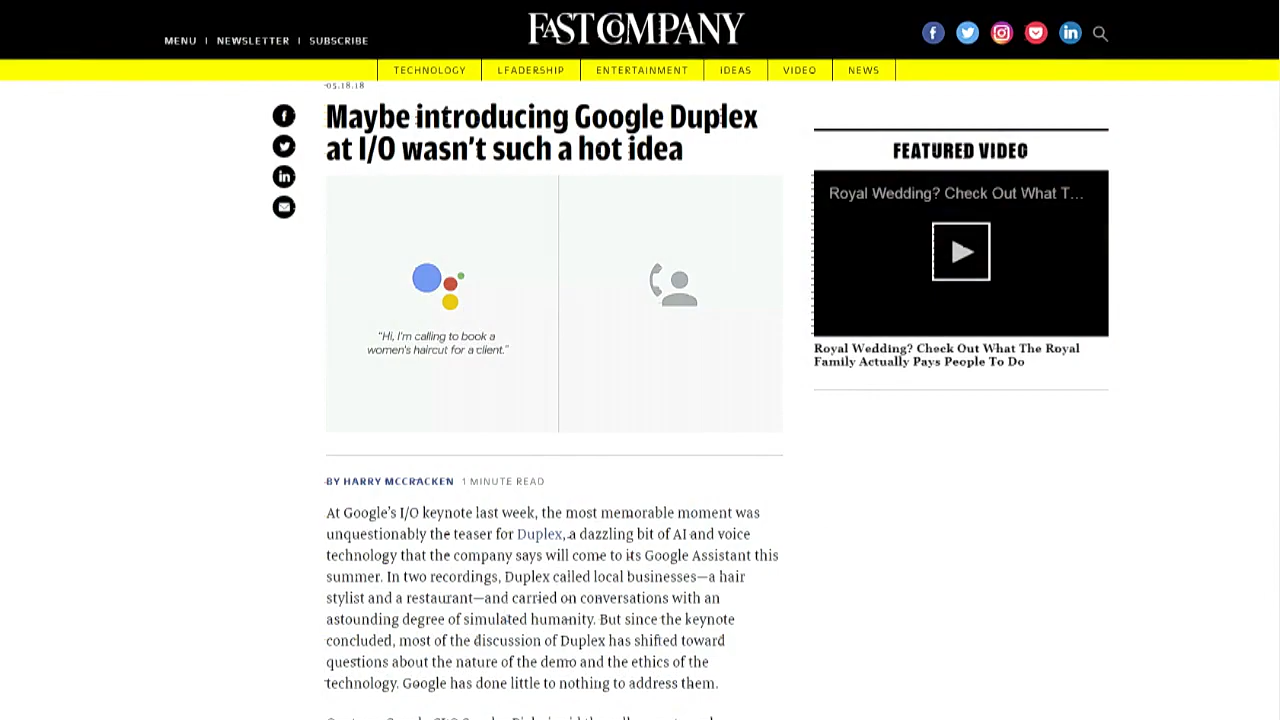 FAST COMPANY
MENU | NEWSLETTER | SUBSCRIBE
TECHNOLOGY LEADERSHIP ENTERTAINMENT IDEAS VIDEO NEWS
05.18.18
Maybe introducing Google Duplex
at I/O wasn't such a hot idea
"Hi, I'm calling to book a
women's haircut for a client."
BY HARRY MCCRACKEN 1 MINUTE READ
At Google's I/O keynote last week, the most memorable moment was
unquestionably the teaser for Duplex, a dazzling bit of AI and voice
technology that the company says will come to its Google Assistant this
summer. In two recordings, Duplex called local businesses—a hair
stylist and a restaurant—and carried on conversations with an
astounding degree of simulated humanity. But since the keynote
concluded, most of the discussion of Duplex has shifted toward
questions about the nature of the demo and the ethics of the
technology. Google has done little to nothing to address them.
FEATURED VIDEO
Royal Wedding? Check Out What T...
Royal Wedding? Check Out What The Royal
Family Actually Pays People To Do